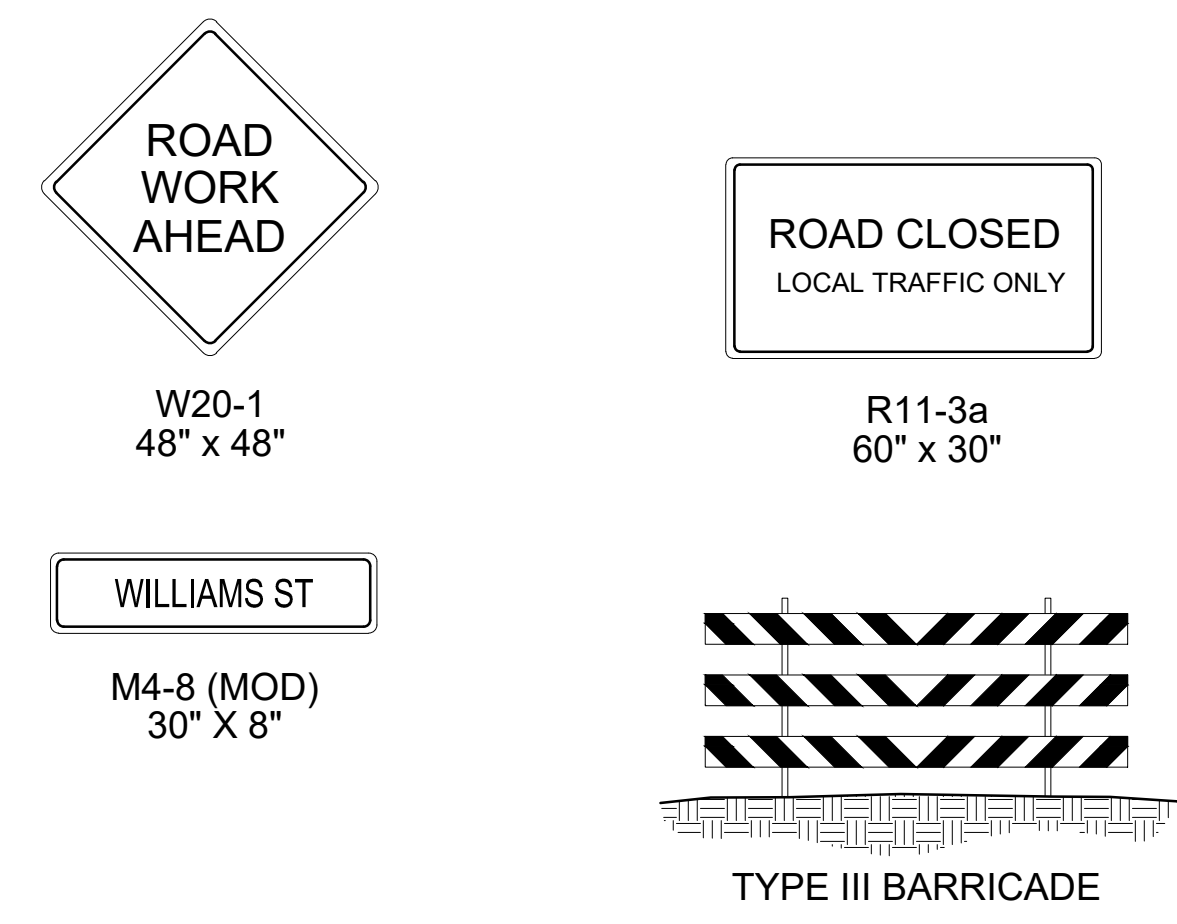 ROAD
WORK
AHEAD
W20-1
48" x 48"
ROAD CLOSED
LOCAL TRAFFIC ONLY
R11-3a
60" x 30"
WILLIAMS ST
M4-8 (MOD)
30" X 8"
TYPE III BARRICADE